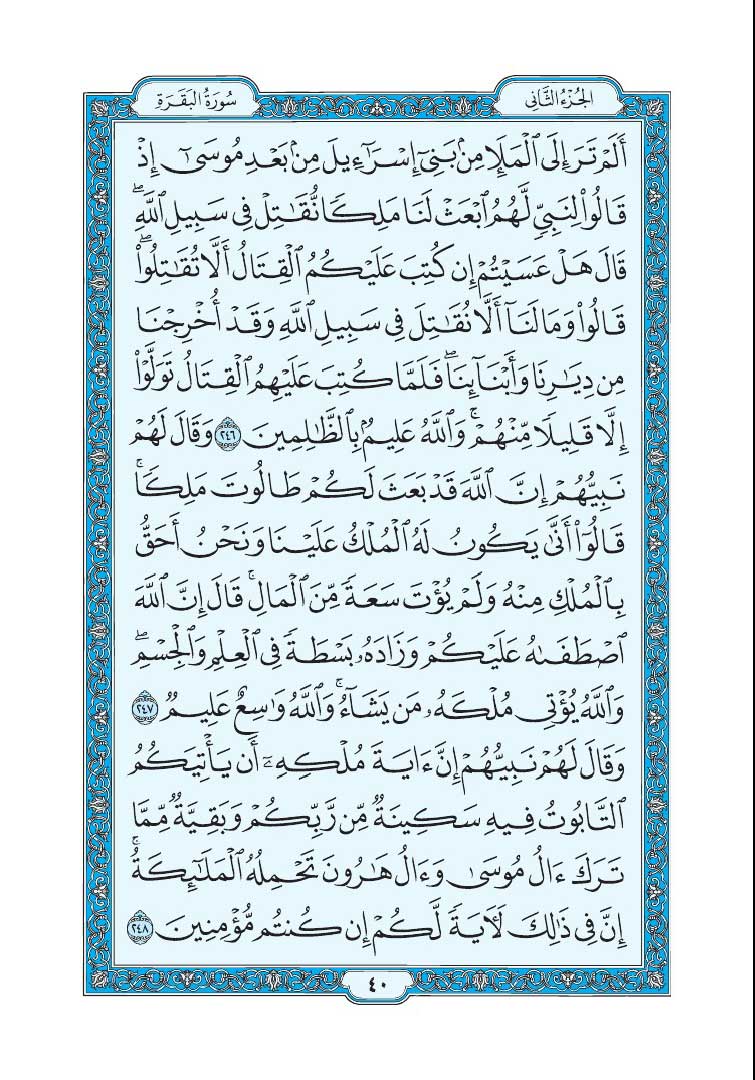 الجُزْءُ الثَّانِي
سُورَةُ البَقَرَةِ
أَلَمْ تَرَ إِلَى ٱلْمَلَإِ مِنۢ بَنِىٓ إِسْرَٰٓءِيلَ مِنۢ بَعْدِ مُوسَىٰٓ إِذْ
قَالُوا۟ لِنَبِىٍّ لَّهُمُ ٱبْعَثْ لَنَا مَلِكًا نُّقَٰتِلْ فِى سَبِيلِ ٱللَّهِ ۖ
قَالَ هَلْ عَسَيْتُمْ إِن كُتِبَ عَلَيْكُمُ ٱلْقِتَالُ أَلَّا تُقَٰتِلُوا۟ ۖ
قَالُوا۟ وَمَا لَنَآ أَلَّا نُقَٰتِلَ فِى سَبِيلِ ٱللَّهِ وَقَدْ أُخْرِجْنَا
مِن دِيَٰرِنَا وَأَبْنَآئِنَا ۖ فَلَمَّا كُتِبَ عَلَيْهِمُ ٱلْقِتَالُ تَوَلَّوْا۟
إِلَّا قَلِيلًا مِّنْهُمْ ۗ وَٱللَّهُ عَلِيمٌۢ بِٱلظَّٰلِمِينَ ٢٤٦ وَقَالَ لَهُمْ
نَبِيُّهُمْ إِنَّ ٱللَّهَ قَدْ بَعَثَ لَكُمْ طَالُوتَ مَلِكًا ۚ
قَالُوٓا۟ أَنَّىٰ يَكُونُ لَهُ ٱلْمُلْكُ عَلَيْنَا وَنَحْنُ أَحَقُّ
بِٱلْمُلْكِ مِنْهُ وَلَمْ يُؤْتَ سَعَةً مِّنَ ٱلْمَالِ ۚ قَالَ إِنَّ ٱللَّهَ
ٱصْطَفَىٰهُ عَلَيْكُمْ وَزَادَهُۥ بَسْطَةً فِى ٱلْعِلْمِ وَٱلْجِسْمِ ۖ
وَٱللَّهُ يُؤْتِى مُلْكَهُۥ مَن يَشَآءُ ۚ وَٱللَّهُ وَٰسِعٌ عَلِيمٌ ٢٤٧
وَقَالَ لَهُمْ نَبِيُّهُمْ إِنَّ ءَايَةَ مُلْكِهِۦٓ أَن يَأْتِيَكُمُ
ٱلتَّابُوتُ فِيهِ سَكِينَةٌ مِّن رَّبِّكُمْ وَبَقِيَّةٌ مِّمَّا
تَرَكَ ءَالُ مُوسَىٰ وَءَالُ هَٰرُونَ تَحْمِلُهُ ٱلْمَلَٰٓئِكَةُ ۚ
إِنَّ فِى ذَٰلِكَ لَءَايَةً لَّكُمْ إِن كُنتُم مُّؤْمِنِينَ ٢٤٨
٤٠